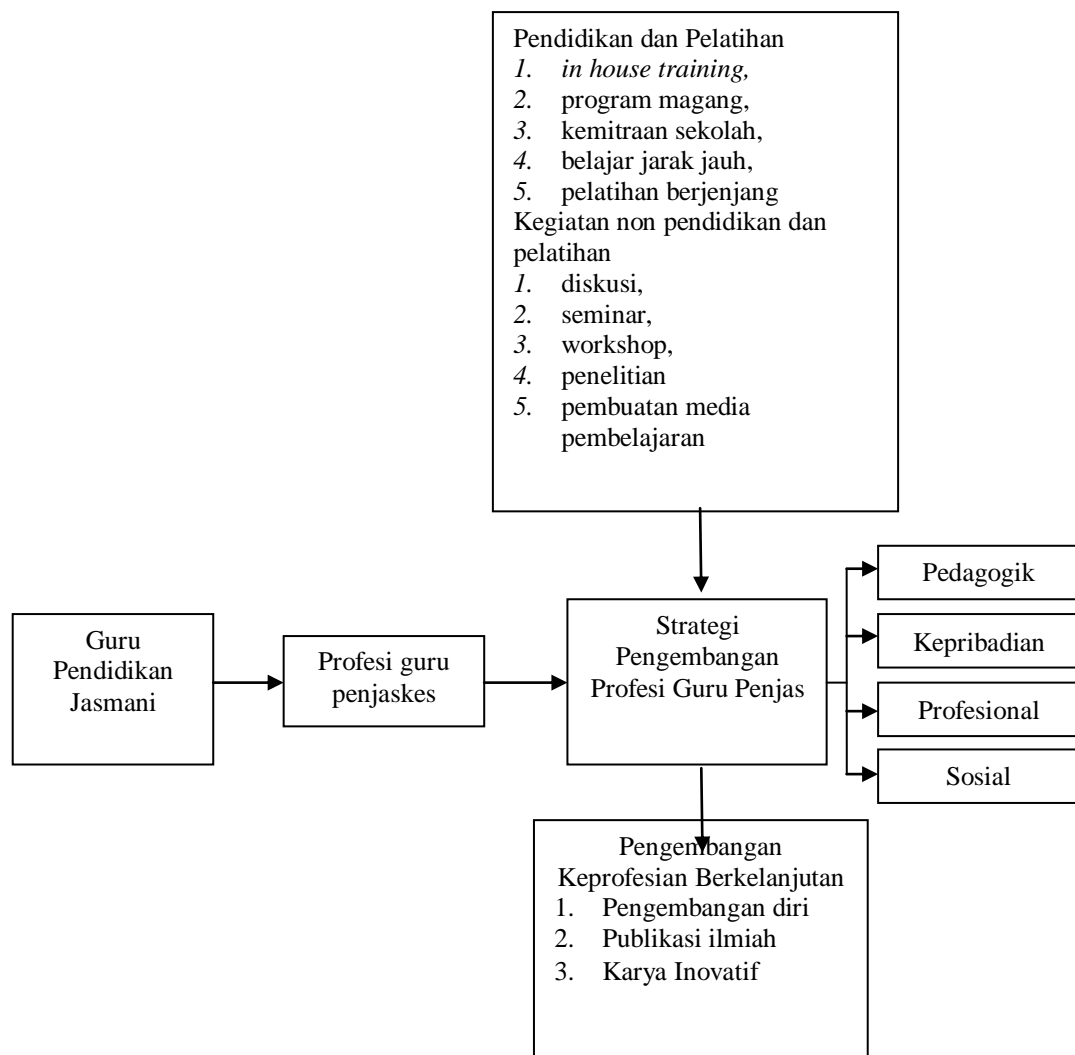 Pendidikan dan Pelatihan
1. in house training,
2. program magang,
3. kemitraan sekolah,
4. belajar jarak jauh,
5. pelatihan berjenjang
Kegiatan non pendidikan dan
pelatihan
1. diskusi,
2. seminar,
3. workshop,
4. penelitian
5. pembuatan media
pembelajaran
Guru
Pendidikan
Jasmani
Profesi guru
penjaskes
Strategi
Pengembangan
Profesi Guru Penjas
Pedagogik
Kepribadian
Profesional
Sosial
Pengembangan
Keprofesian Berkelanjutan
1. Pengembangan diri
2. Publikasi ilmiah
3. Karya Inovatif